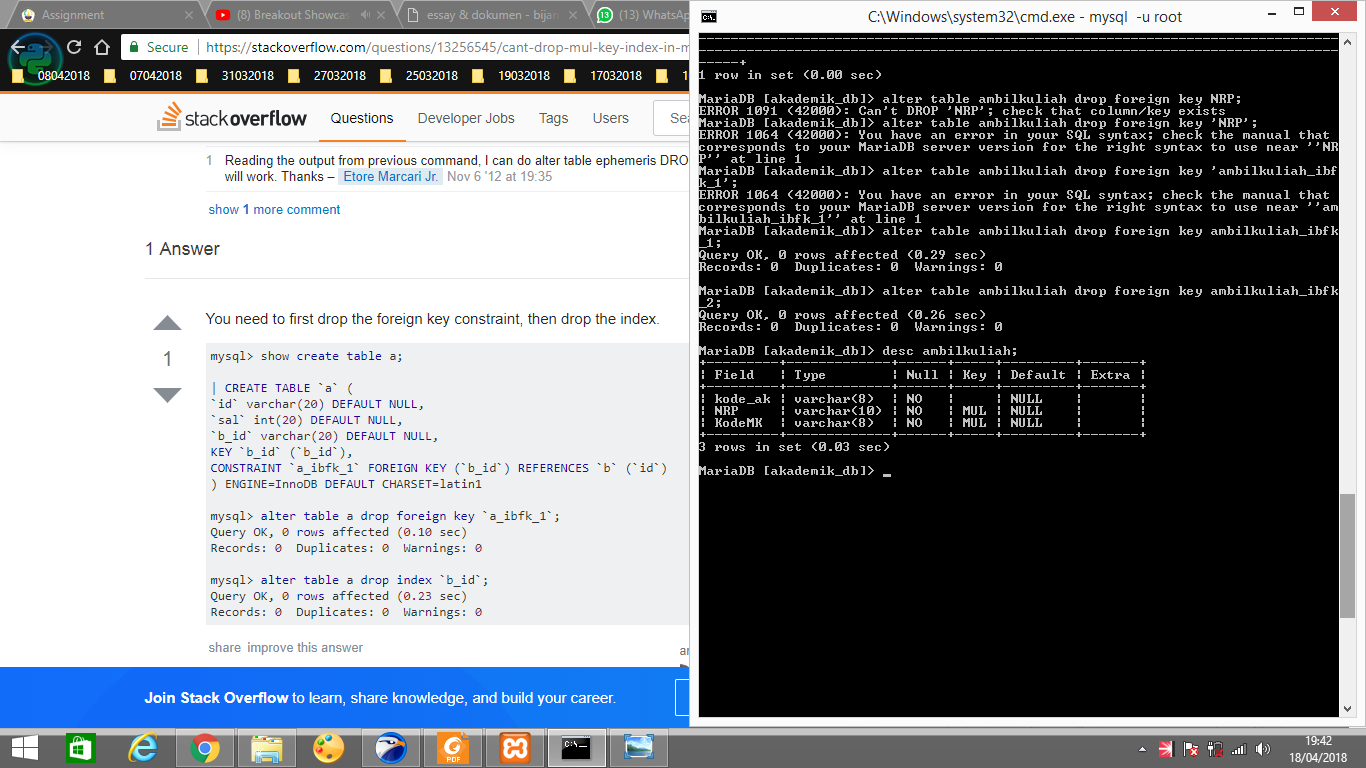 Assignment
(8) Breakout Showcas
essay & dokumen - bijan
(13) WhatsAp
Secure
https://stackoverflow.com/questions/13256545/cant-drop-mul-key-index-in-m
08042018
07042018
31032018
27032018
25032018
19032018
17032018
1
stackoverflow
Questions
Developer Jobs
Tags
Users
Sea
1 Reading the output from previous command, I can do alter table ephemeris DRO
will work. Thanks – Etore Marcari Jr. Nov 6 '12 at 19:35
show 1 more comment
1 Answer
You need to first drop the foreign key constraint, then drop the index.
1
mysql> show create table a;
| CREATE TABLE `a` (
`id` varchar(20) DEFAULT NULL,
`sal` int(20) DEFAULT NULL,
`b_id` varchar(20) DEFAULT NULL,
KEY `b_id` (`b_id`),
CONSTRAINT `a_ibfk_1` FOREIGN KEY (`b_id`) REFERENCES `b` (`id`)
) ENGINE=InnoDB DEFAULT CHARSET=latin1
mysql> alter table a drop foreign key `a_ibfk_1`;
Query OK, 0 rows affected (0.10 sec)
Records: 0  Duplicates: 0  Warnings: 0
mysql> alter table a drop index `b_id`;
Query OK, 0 rows affected (0.23 sec)
Records: 0  Duplicates: 0  Warnings: 0
share improve this answer
Join Stack Overflow to learn, share knowledge, and build your career.
C:\Windows\system32\cmd.exe - mysql  -u root
-----+
1 row in set (0.00 sec)
MariaDB [akademik_db]> alter table ambilkuliah drop foreign key NRP;
ERROR 1091 (42000): Can't DROP 'NRP'; check that column/key exists
MariaDB [akademik_db]> alter table ambilkuliah drop foreign key 'NRP';
ERROR 1064 (42000): You have an error in your SQL syntax; check the manual that
corresponds to your MariaDB server version for the right syntax to use near ''NR
P'' at line 1
MariaDB [akademik_db]> alter table ambilkuliah drop foreign key 'ambilkuliah_ibf
k_1';
ERROR 1064 (42000): You have an error in your SQL syntax; check the manual that
corresponds to your MariaDB server version for the right syntax to use near ''am
bilkuliah_ibfk_1'' at line 1
MariaDB [akademik_db]> alter table ambilkuliah drop foreign key ambilkuliah_ibfk
_1;
Query OK, 0 rows affected (0.29 sec)
Records: 0  Duplicates: 0  Warnings: 0
MariaDB [akademik_db]> alter table ambilkuliah drop foreign key ambilkuliah_ibfk
_2;
Query OK, 0 rows affected (0.26 sec)
Records: 0  Duplicates: 0  Warnings: 0
MariaDB [akademik_db]> desc ambilkuliah;
+---------+-------------+------+-----+---------+-------+
| Field   | Type        | Null | Key | Default | Extra |
+---------+-------------+------+-----+---------+-------+
| kode_ak | varchar(8)  | NO   |     | NULL    |       |
| NRP     | varchar(10) | NO   | MUL | NULL    |       |
| KodeMK  | varchar(8)  | NO   | MUL | NULL    |       |
+---------+-------------+------+-----+---------+-------+
3 rows in set (0.03 sec)
MariaDB [akademik_db]> _
PDF
19:42
18/04/2018